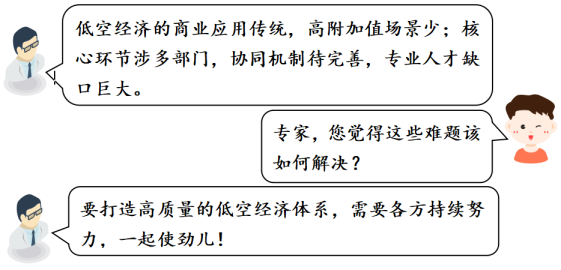 低空经济的商业应用传统，高附加值场景少；核
心环节涉多部门，协同机制待完善，专业人才缺
口巨大。
专家，您觉得这些难题该
如何解决？
要打造高质量的低空经济体系，需要各方持续努
力，一起使劲儿！